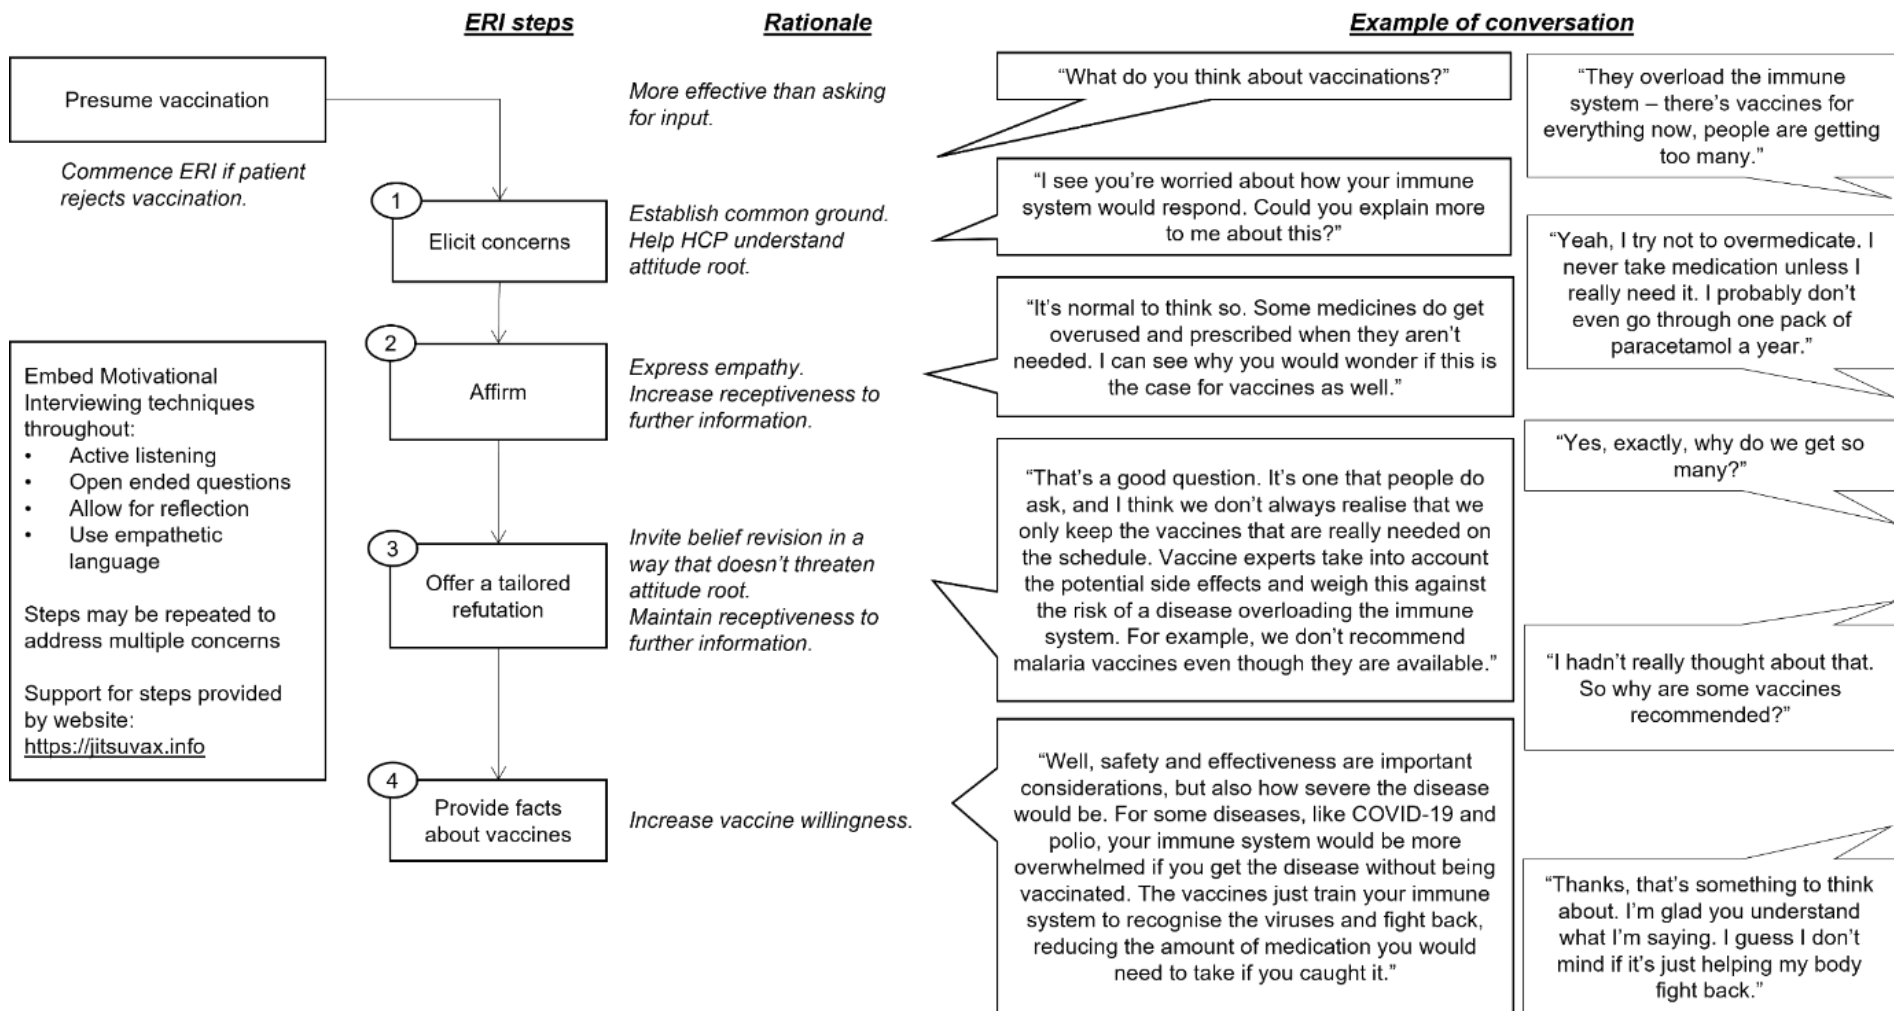 ERI steps
Rationale
Example of conversation
Presume vaccination
Commence ERI if patient
rejects vaccination.
More effective than asking
for input.
“What do you think about vaccinations?”
“They overload the immune
system – there’s vaccines for
everything now, people are getting
too many.”
1
Elicit concerns
Establish common ground.
Help HCP understand
attitude root.
“I see you’re worried about how your immune
system would respond. Could you explain more
to me about this?”
“Yeah, I try not to overmedicate. I
never take medication unless I
really need it. I probably don’t
even go through one pack of
paracetamol a year.”
2
Affirm
Express empathy.
Increase receptiveness to
further information.
“It’s normal to think so. Some medicines do get
overused and prescribed when they aren’t
needed. I can see why you would wonder if this is
the case for vaccines as well.”
“Yes, exactly, why do we get so
many?”
Embed Motivational
Interviewing techniques
throughout:
• Active listening
• Open ended questions
• Allow for reflection
• Use empathetic
language
Steps may be repeated to
address multiple concerns
Support for steps provided
by website:
https://jitsuvax.info
3
Offer a tailored
refutation
Invite belief revision in a
way that doesn’t threaten
attitude root.
Maintain receptiveness to
further information.
“That’s a good question. It’s one that people do
ask, and I think we don’t always realise that we
only keep the vaccines that are really needed on
the schedule. Vaccine experts take into account
the potential side effects and weigh this against
the risk of a disease overloading the immune
system. For example, we don’t recommend
malaria vaccines even though they are available.”
“I hadn’t really thought about that.
So why are some vaccines
recommended?”
4
Provide facts
about vaccines
Increase vaccine willingness.
“Well, safety and effectiveness are important
considerations, but also how severe the disease
would be. For some diseases, like COVID-19 and
polio, your immune system would be more
overwhelmed if you get the disease without being
vaccinated. The vaccines just train your immune
system to recognise the viruses and fight back,
reducing the amount of medication you would
need to take if you caught it.”
“Thanks, that’s something to think
about. I’m glad you understand
what I’m saying. I guess I don’t
mind if it’s just helping my body
fight back.”